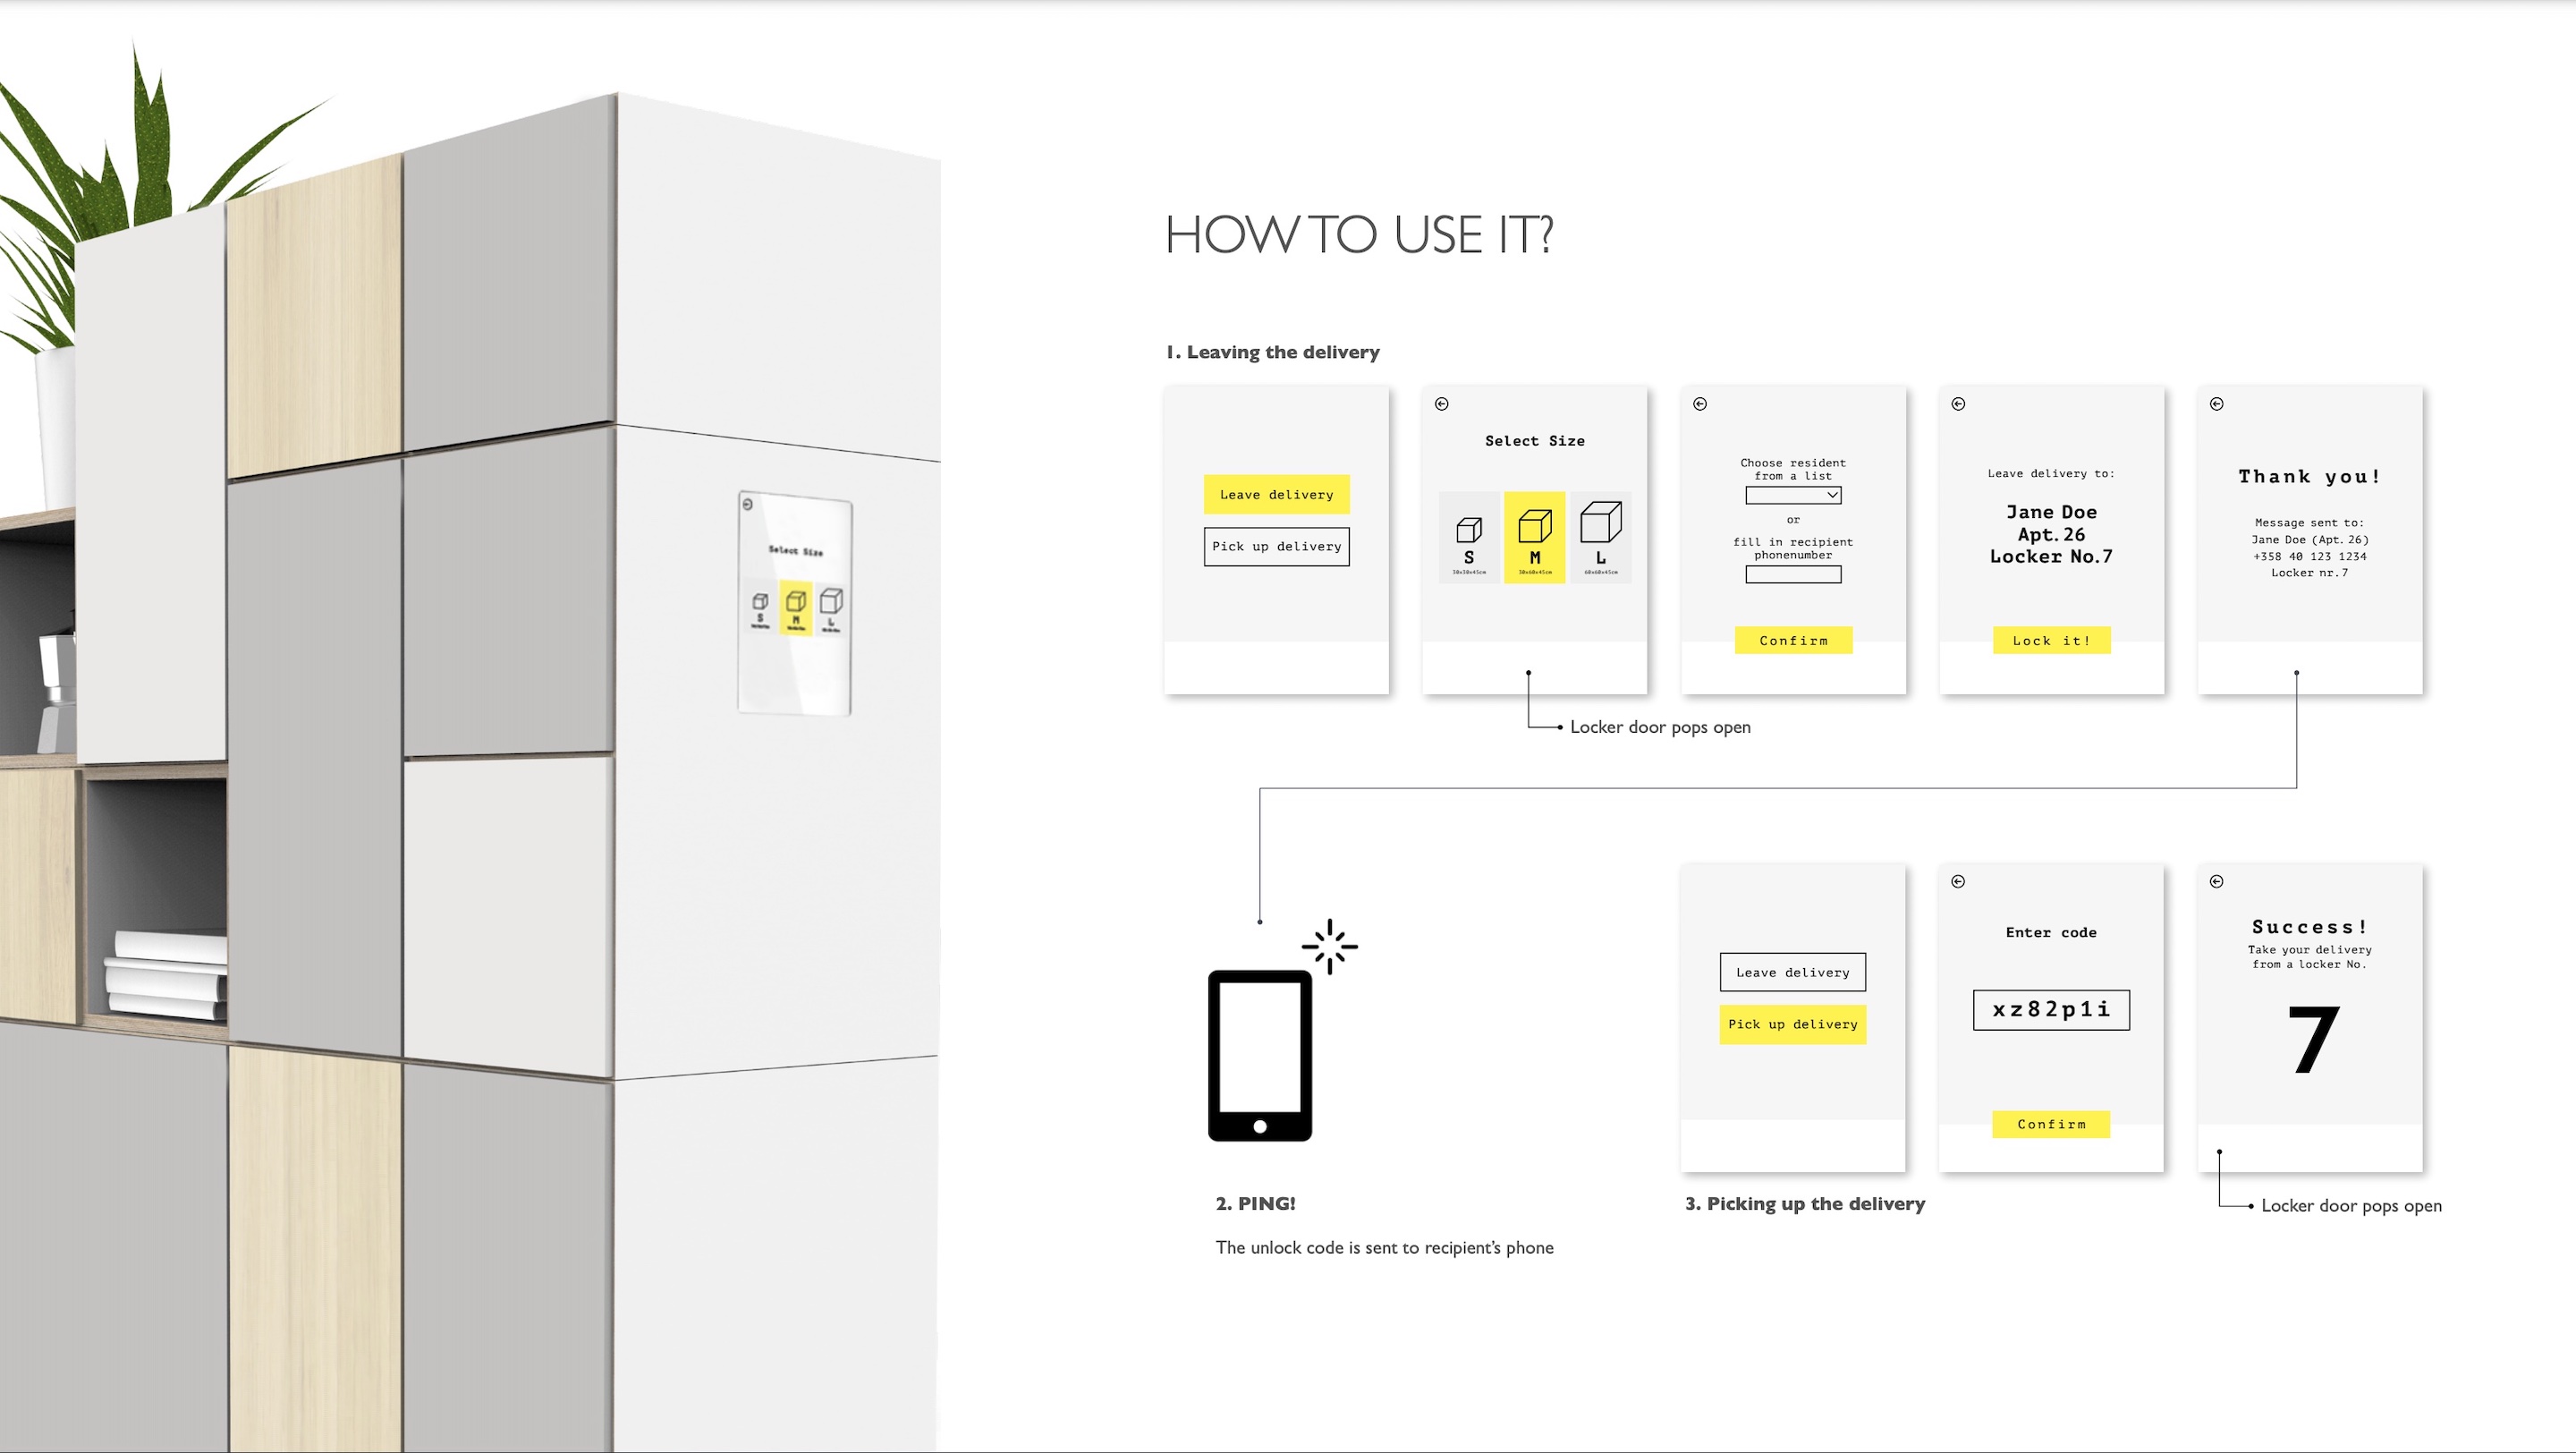 HOW TO USE IT?
1. Leaving the delivery
Leave delivery
Pick up delivery
Select Size
S
M
L
30x30x45cm
30x60x45cm
60x60x45cm
Choose resident
from a list
or
fill in recipient
phonenumber
Confirm
Leave delivery to:
Jane Doe
Apt. 26
Locker No.7
Lock it!
Thank you!
Message sent to:
Jane Doe (Apt. 26)
+358 40 123 1234
Locker nr.7
Locker door pops open
Select Size
S
M
L
2. PING!
The unlock code is sent to recipient's phone
Leave delivery
Pick up delivery
3. Picking up the delivery
Enter code
xz82p1i
Confirm
Success!
Take your delivery
from a locker No.
7
Locker door pops open